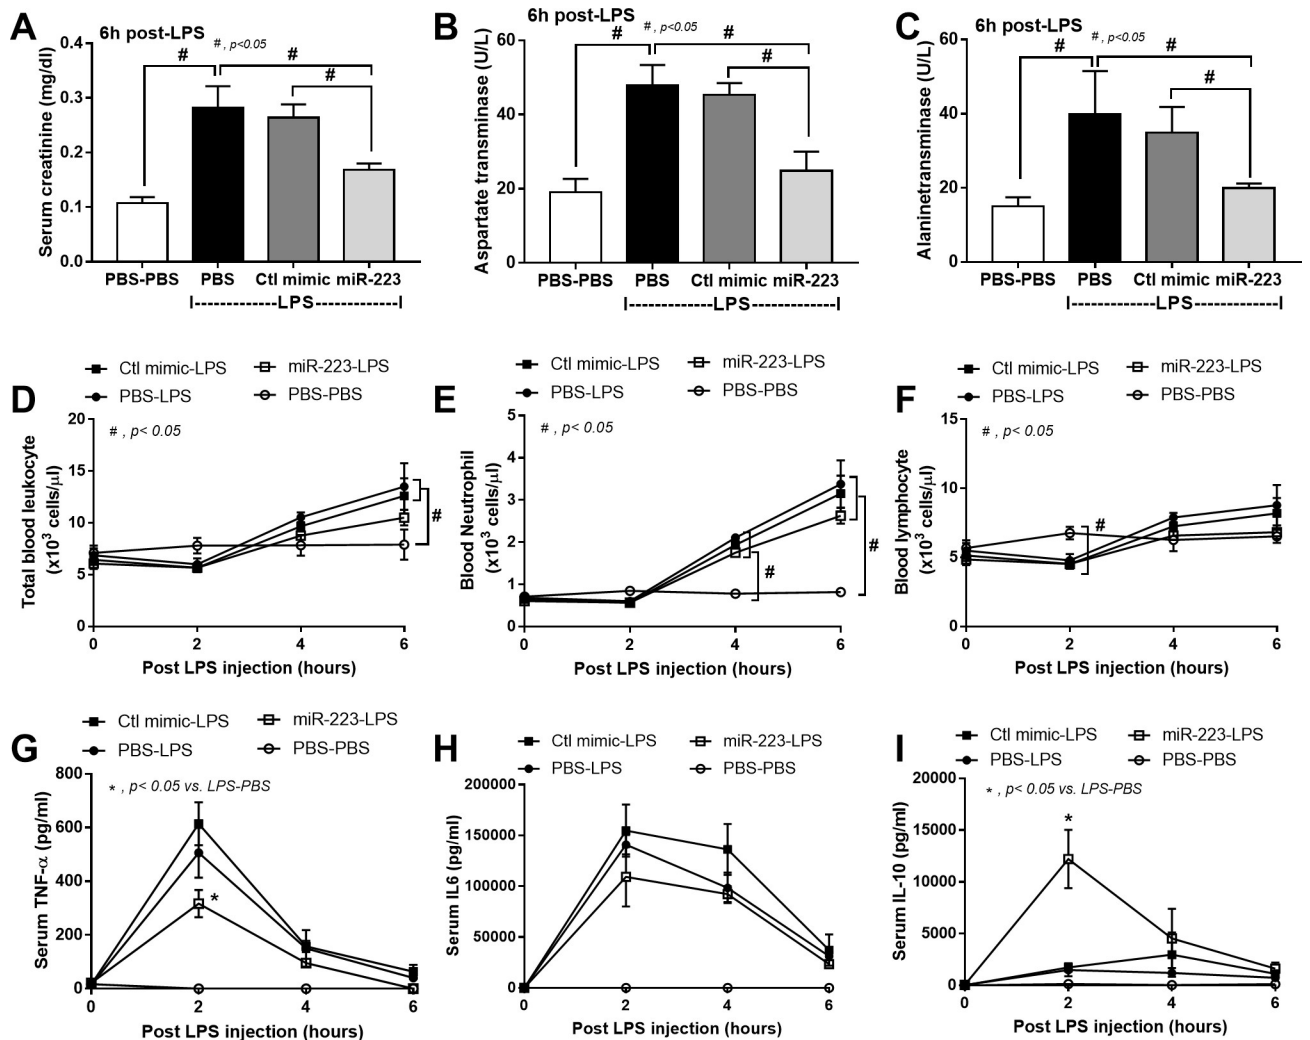 A
6h post-LPS
#, p<0.05
# # #
Serum creatinine (mg/dl)
0.4
0.3
0.2
0.1
0.0
PBS-PBS PBS Ctl mimic miR-223
LPS
B
6h post-LPS
#, p<0.05
# # #
Aspartate transminase (U/L)
60
40
20
0
PBS-PBS PBS Ctl mimic miR-223
LPS
C
6h post-LPS
#, p<0.05
# # #
Alaninetransminase (U/L)
60
40
20
0
PBS-PBS PBS Ctl mimic miR-223
LPS
D
Ctl mimic-LPS miR-223-LPS
PBS-LPS PBS-PBS
#, p< 0.05
#
Total blood leukocyte
(x10³ cells/µl)
20
15
10
5
0
0 2 4 6
Post LPS injection (hours)
E
Ctl mimic-LPS miR-223-LPS
PBS-LPS PBS-PBS
#, p< 0.05
# #
Blood Neutrophil
(x10³ cells/µl)
5
4
3
2
1
0
0 2 4 6
Post LPS injection (hours)
F
Ctl mimic-LPS miR-223-LPS
PBS-LPS PBS-PBS
#, p< 0.05
#
Blood lymphocyte
(x10³ cells/µl)
15
10
5
0
0 2 4 6
Post LPS injection (hours)
G
Ctl mimic-LPS miR-223-LPS
PBS-LPS PBS-PBS
*, p< 0.05 vs. LPS-PBS
*
Serum TNF-α (pg/ml)
800
600
400
200
0
0 2 4 6
Post LPS injection (hours)
H
Ctl mimic-LPS miR-223-LPS
PBS-LPS PBS-PBS
Serum IL6 (pg/ml)
200000
150000
100000
50000
0
0 2 4 6
Post LPS injection (hours)
I
Ctl mimic-LPS miR-223-LPS
PBS-LPS PBS-PBS
*, p< 0.05 vs. LPS-PBS
*
Serum IL-10 (pg/ml)
20000
15000
10000
5000
0
0 2 4 6
Post LPS injection (hours)